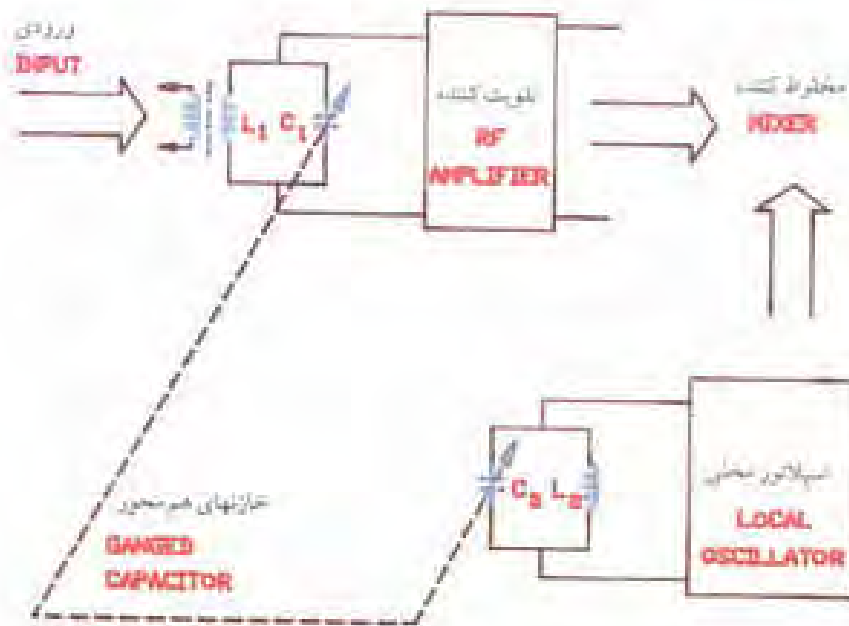 ورودی
INPUT
L1 C1
تقویت کننده
RF
AMPLIFIER
مخلوط کننده
MIXER
خازنهای هم محور
GANGED
CAPACITOR
C2 L2
اسیلاتور محلی
LOCAL
OSCILLATOR